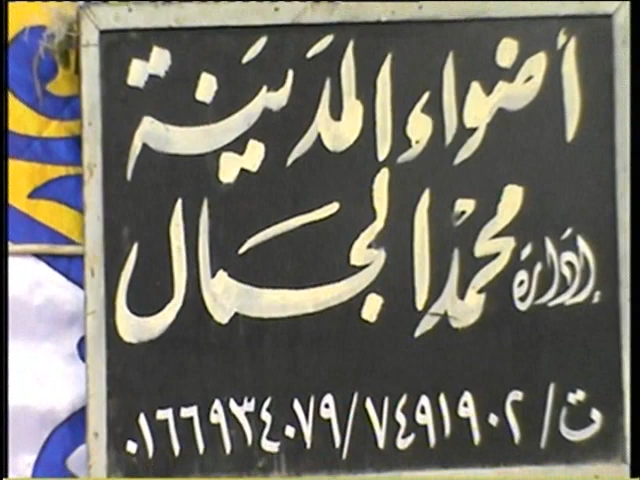 أضواء المدينة
إدارة محمد الجمال
ت/ ٧٤٩١٩٠٢/٠١٦٦٩٣٤٠٧٩